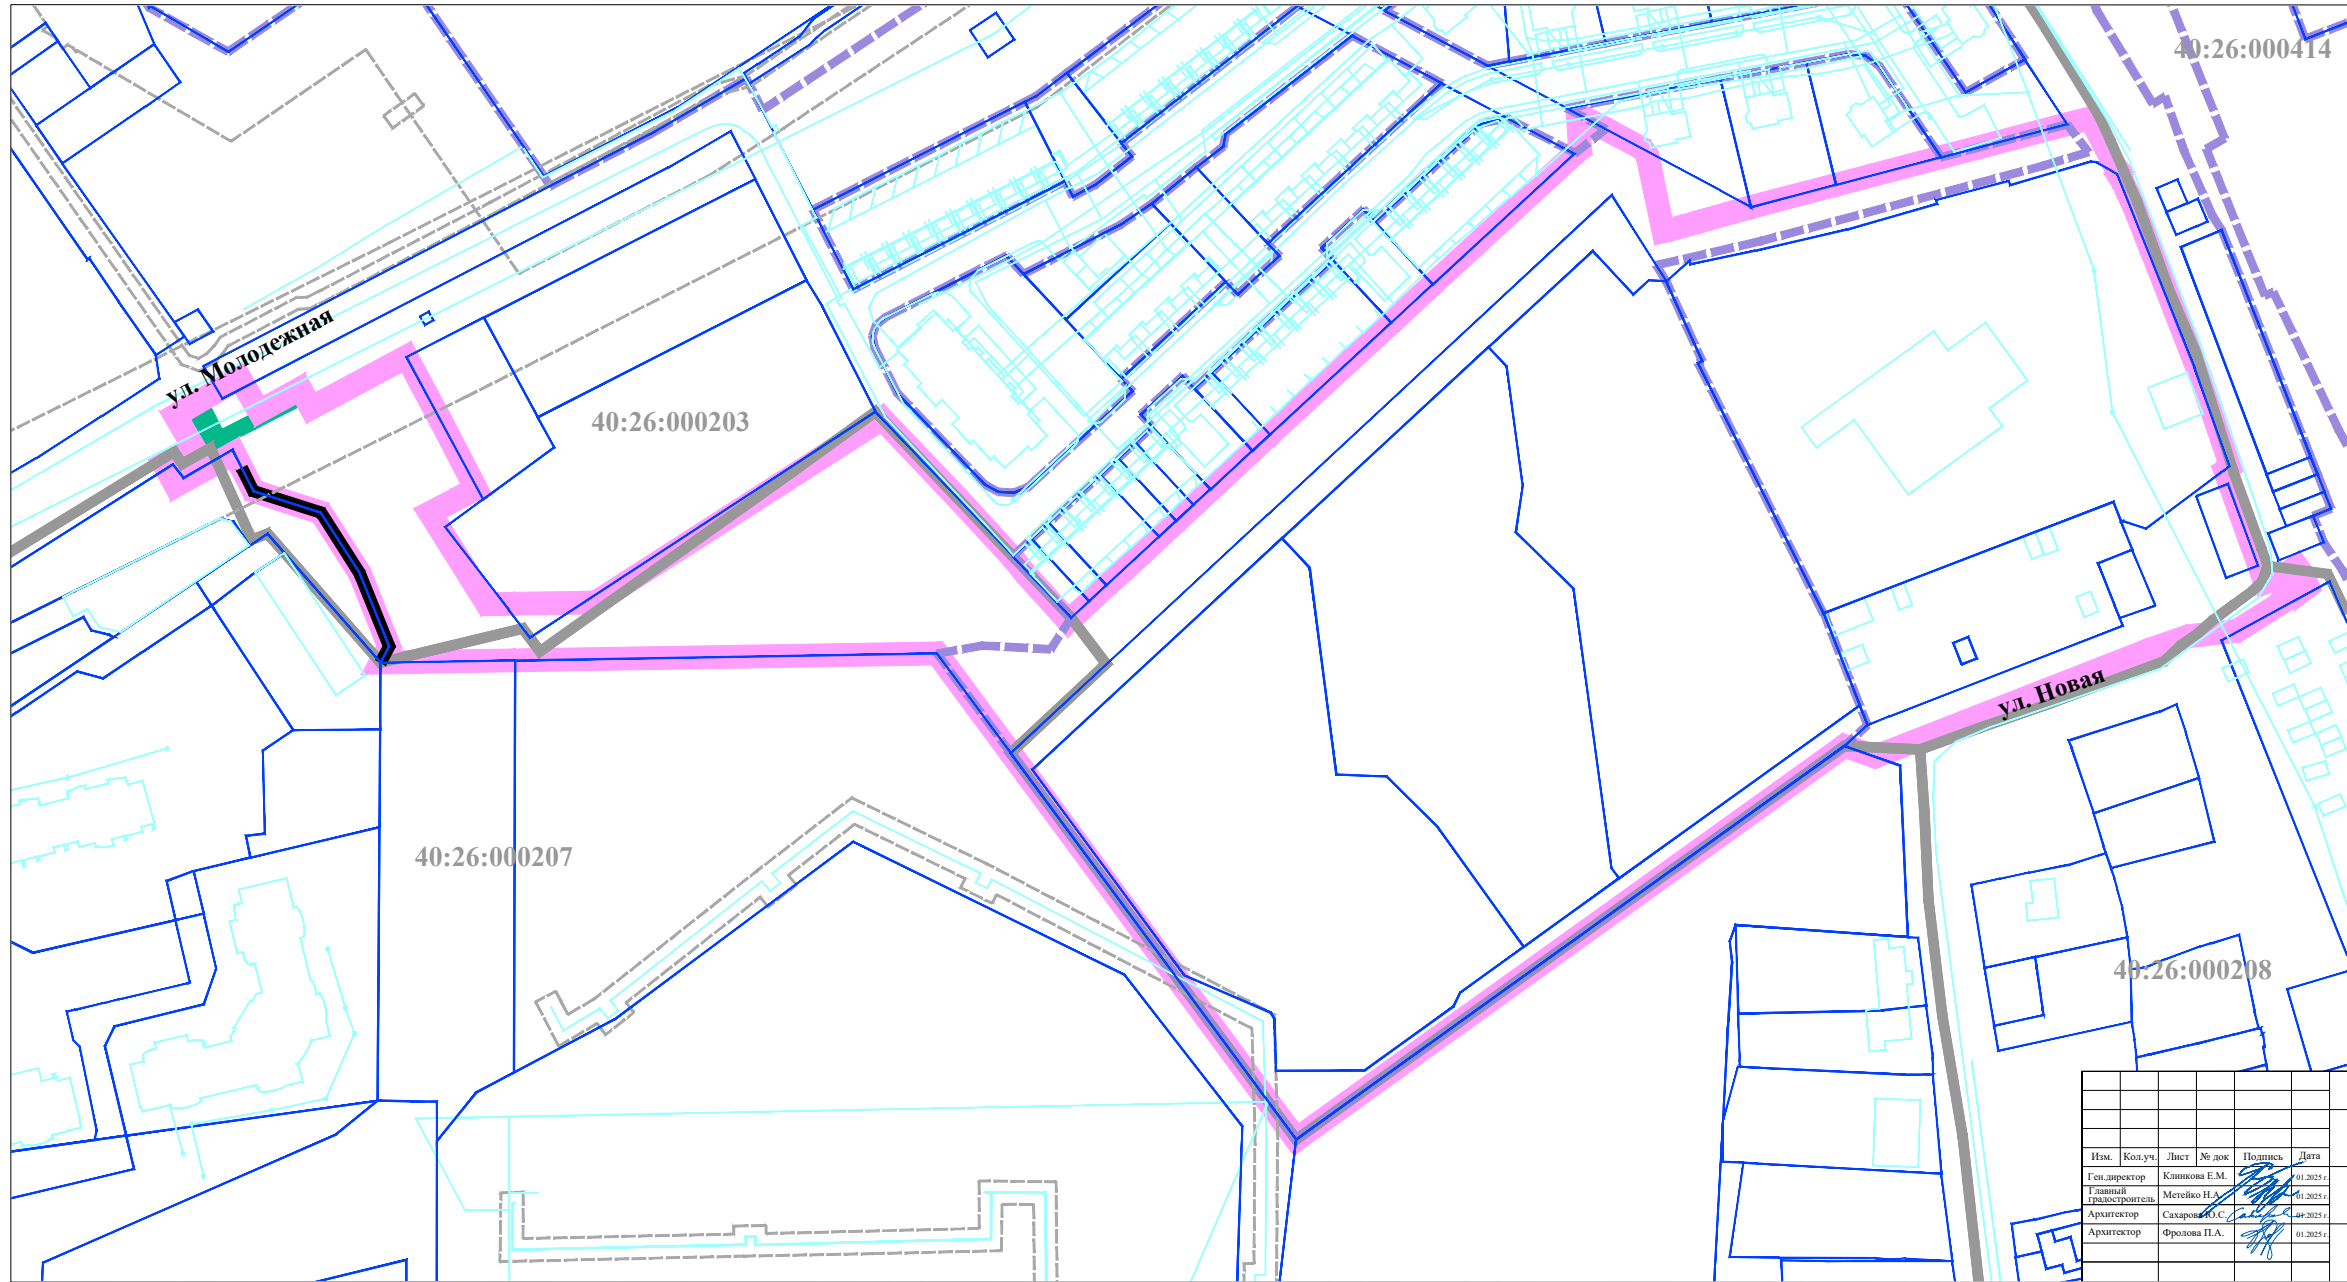 40:26:000414
ул. Молодежная
40:26:000203
ул. Новая
40:26:000207
40:26:000208
Изм. Кол.уч. Лист № док Подпись Дата
Ген.директор Клинкова Е.М. 01.2025 г.
Главный градостроитель Метейко Н.А. 01.2025 г.
Архитектор Сахарова Ю.С. 01.2025 г.
Архитектор Фролова П.А. 01.2025 г.